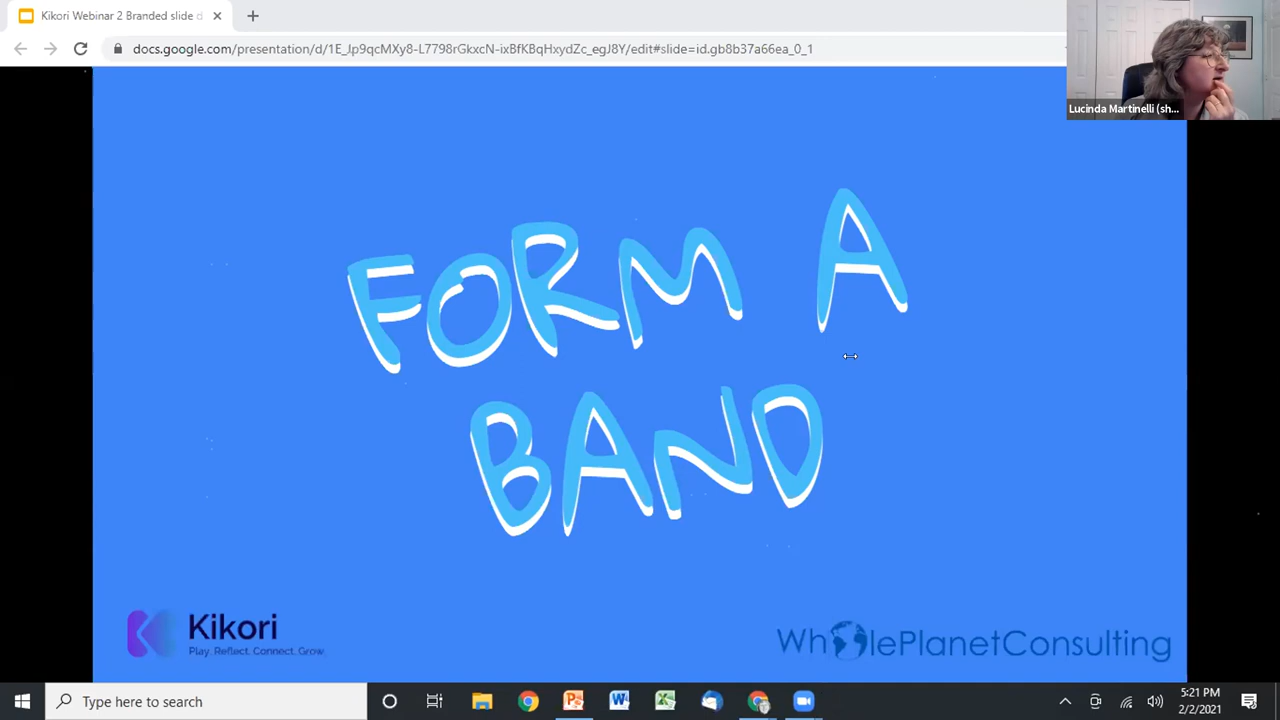 Kikori Webinar 2 Branded slide d
docs.google.com/presentation/d/1E_Jp9qcMXy8-L7798rGkxcN-ixBfKBqHxydZc_egJ8Y/edit#slide=id.gb8b37a66ea_0_1
Lucinda Martinelli (sh...
FORM A
BAND
Kikori
Play. Reflect. Connect. Grow.
WholePlanetConsulting
Type here to search
5:21 PM
2/2/2021